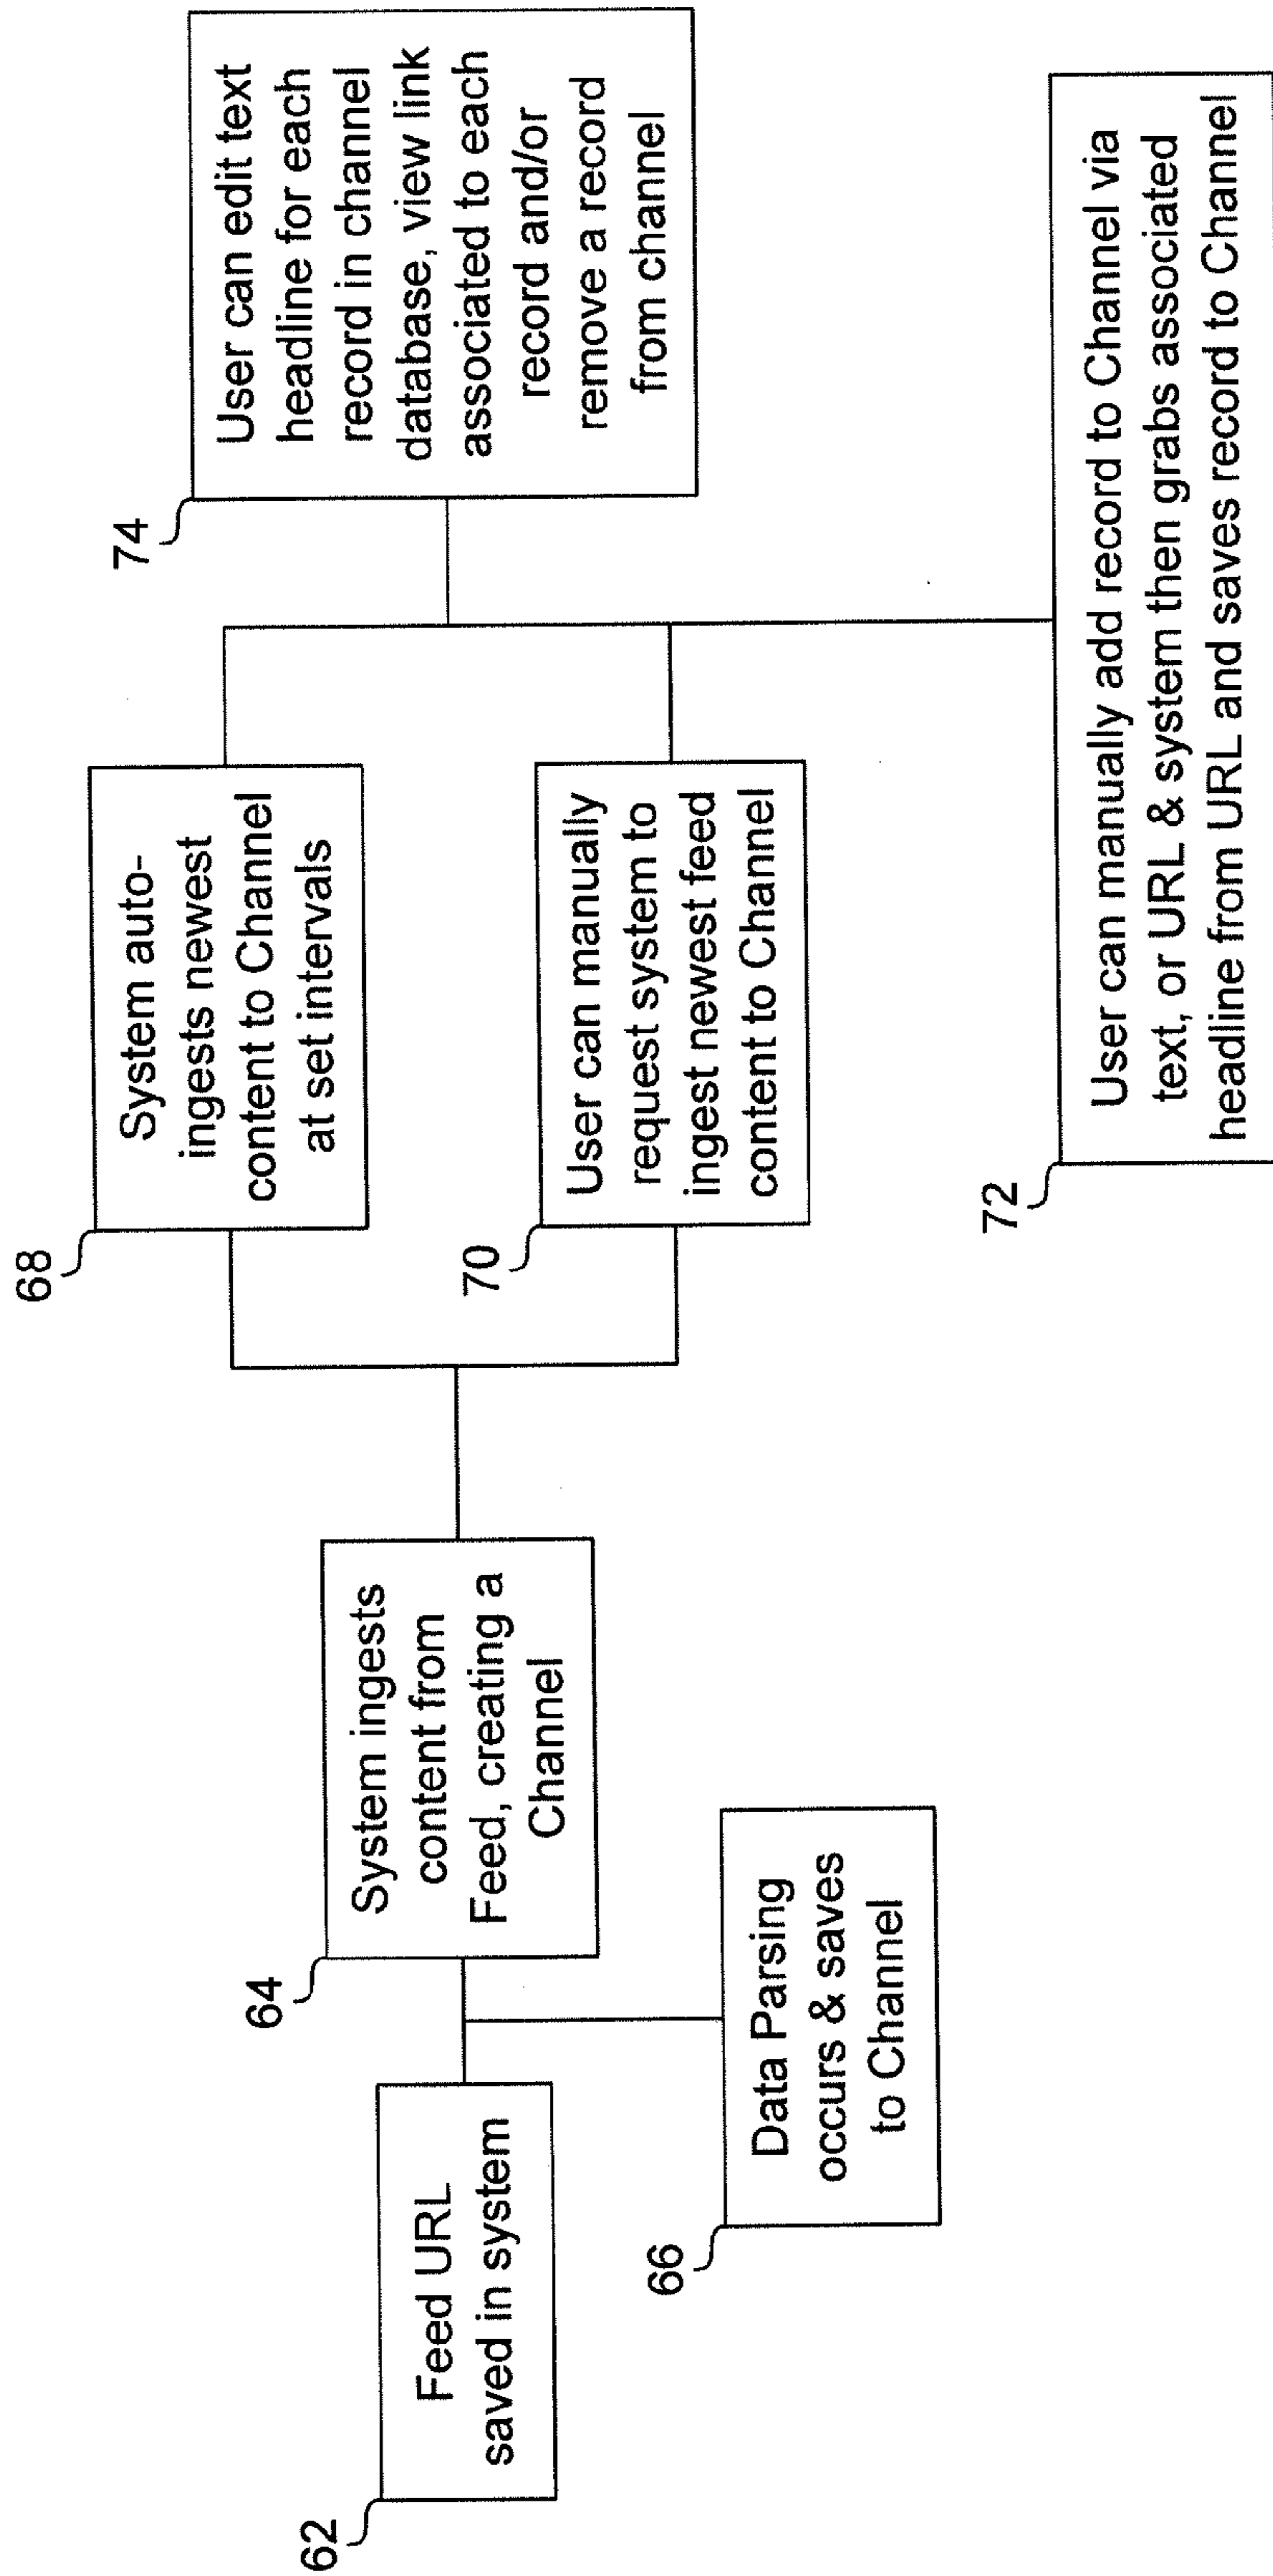 62
Feed URL
saved in system
64
System ingests
content from
Feed, creating a
Channel
66
Data Parsing
occurs & saves
to Channel
68
System auto-
ingests newest
content to Channel
at set intervals
70
User can manually
request system to
ingest newest feed
content to Channel
74
User can edit text
headline for each
record in channel
database, view link
associated to each
record and/or
remove a record
from channel
72
User can manually add record to Channel via
text, or URL & system then grabs associated
headline from URL and saves record to Channel